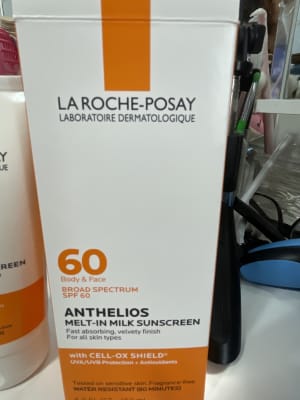 LA ROCHE-POSAY
LABORATOIRE DERMATOLOGIQUE
60
Body & Face
BROAD SPECTRUM
SPF 60
ANTHELIOS
MELT-IN MILK SUNSCREEN
Fast absorbing, velvety finish
For all skin types
with CELL-OX SHIELD®
UVA/UVB Protection + Antioxidants
Tested on sensitive skin. Fragrance free
WATER RESISTANT (80 MINUTES)